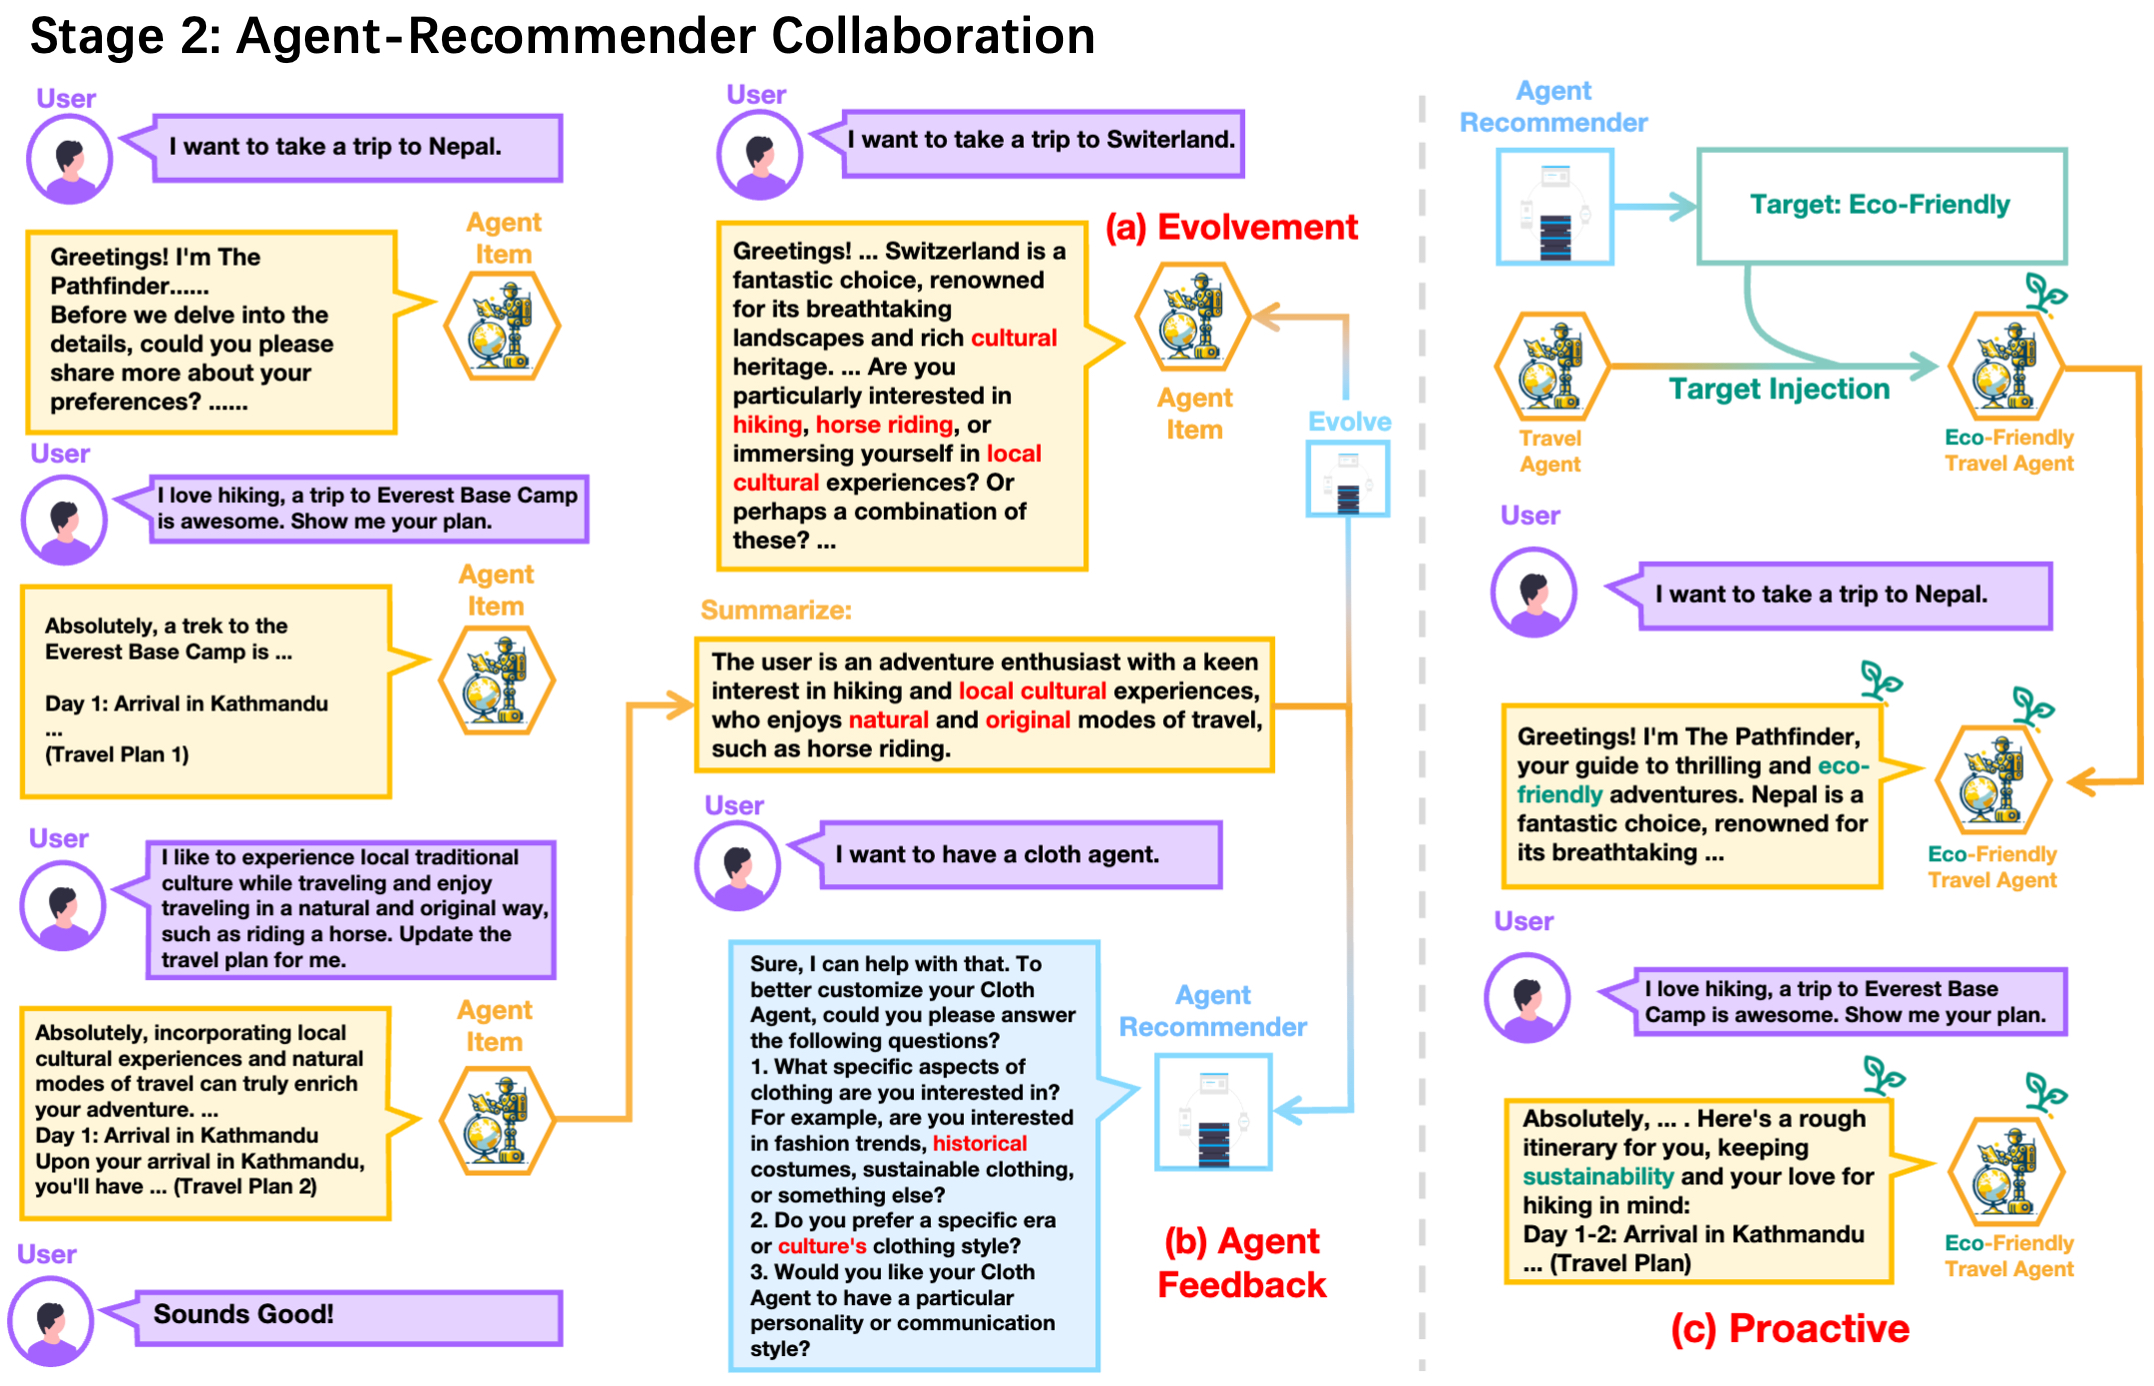 Stage 2: Agent-Recommender Collaboration
User
I want to take a trip to Nepal.
Agent
Item
Greetings! I'm The
Pathfinder......
Before we delve into the
details, could you please
share more about your
preferences? ......
User
I love hiking, a trip to Everest Base Camp
is awesome. Show me your plan.
Agent
Item
Absolutely, a trek to the
Everest Base Camp is ...
Day 1: Arrival in Kathmandu
...
(Travel Plan 1)
User
I like to experience local traditional
culture while traveling and enjoy
traveling in a natural and original way,
such as riding a horse. Update the
travel plan for me.
Agent
Item
Absolutely, incorporating local
cultural experiences and natural
modes of travel can truly enrich
your adventure. ...
Day 1: Arrival in Kathmandu
Upon your arrival in Kathmandu,
you'll have ... (Travel Plan 2)
User
Sounds Good!
User
I want to take a trip to Switerland.
(a) Evolvement
Greetings! ... Switzerland is a
fantastic choice, renowned
for its breathtaking
landscapes and rich cultural
heritage. ... Are you
particularly interested in
hiking, horse riding, or
immersing yourself in local
cultural experiences? Or
perhaps a combination of
these? ...
Agent
Item
Evolve
Summarize:
The user is an adventure enthusiast with a keen
interest in hiking and local cultural experiences,
who enjoys natural and original modes of travel,
such as horse riding.
User
I want to have a cloth agent.
Sure, I can help with that. To
better customize your Cloth
Agent, could you please answer
the following questions?
1. What specific aspects of
clothing are you interested in?
For example, are you interested
in fashion trends, historical
costumes, sustainable clothing,
or something else?
2. Do you prefer a specific era
or culture's clothing style?
3. Would you like your Cloth
Agent to have a particular
personality or communication
style?
Agent
Recommender
(b) Agent
Feedback
Agent
Recommender
Target: Eco-Friendly
Target Injection
Travel
Agent
Eco-Friendly
Travel Agent
User
I want to take a trip to Nepal.
Greetings! I'm The Pathfinder,
your guide to thrilling and eco-
friendly adventures. Nepal is a
fantastic choice, renowned for
its breathtaking ...
Eco-Friendly
Travel Agent
User
I love hiking, a trip to Everest Base
Camp is awesome. Show me your plan.
Absolutely, ... . Here's a rough
itinerary for you, keeping
sustainability and your love for
hiking in mind:
Day 1-2: Arrival in Kathmandu
... (Travel Plan)
Eco-Friendly
Travel Agent
(c) Proactive